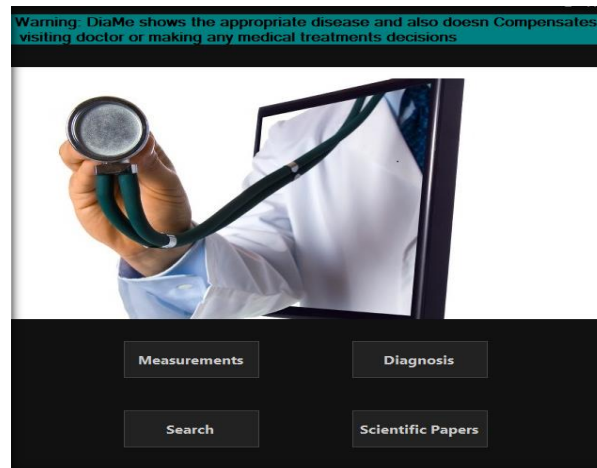 Warning: DiaMe shows the appropriate disease and also doesn Compensates
visiting doctor or making any medical treatments decisions
Measurements
Diagnosis
Search
Scientific Papers